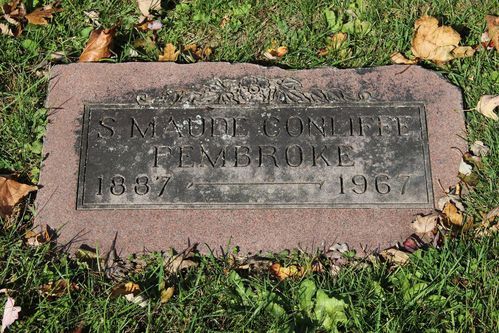 S. MAUDE CONLIFFE
PEMBROKE
1887 — 1967